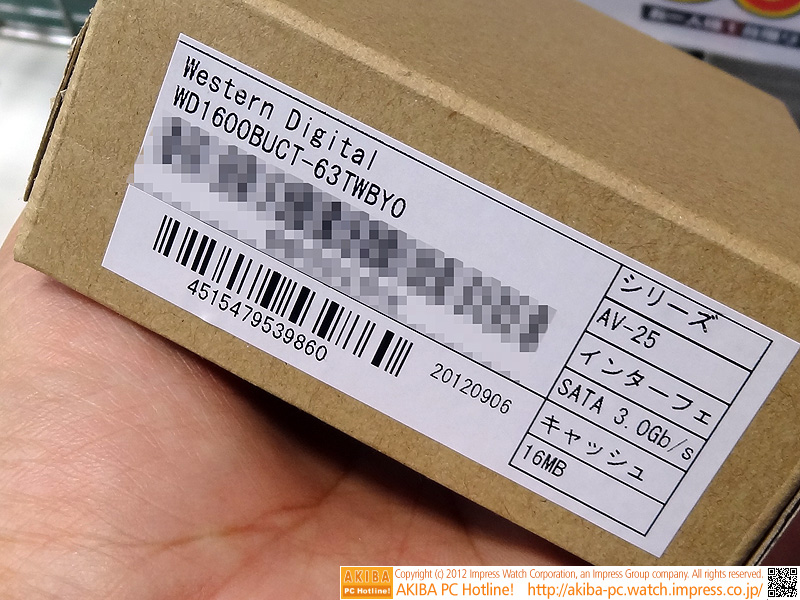 Western Digital
WD1600BUCT-63TWBY0
4515479539860
20120906
シリーズ
AV-25
インターフェ
SATA 3.0Gb/s
キャッシュ
16MB
AKIBA
PC Hotline!
Copyright (c) 2012 Impress Watch Corporation, an Impress Group company. All rights reserved.
AKIBA PC Hotline! http://akiba-pc.watch.impress.co.jp/